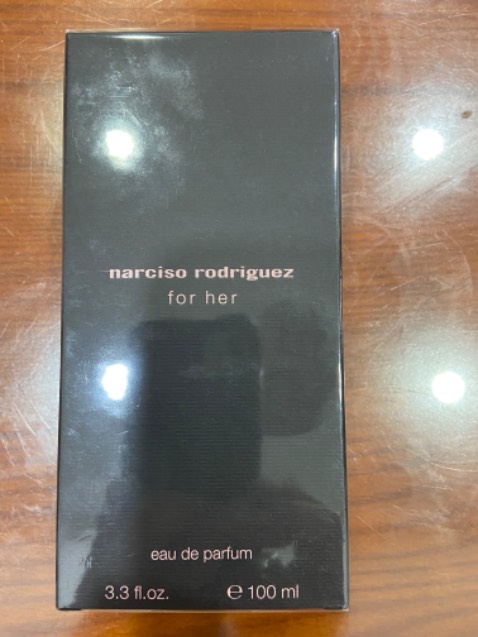 narciso rodriguez
for her
eau de parfum
3.3 fl.oz. ℮ 100 ml